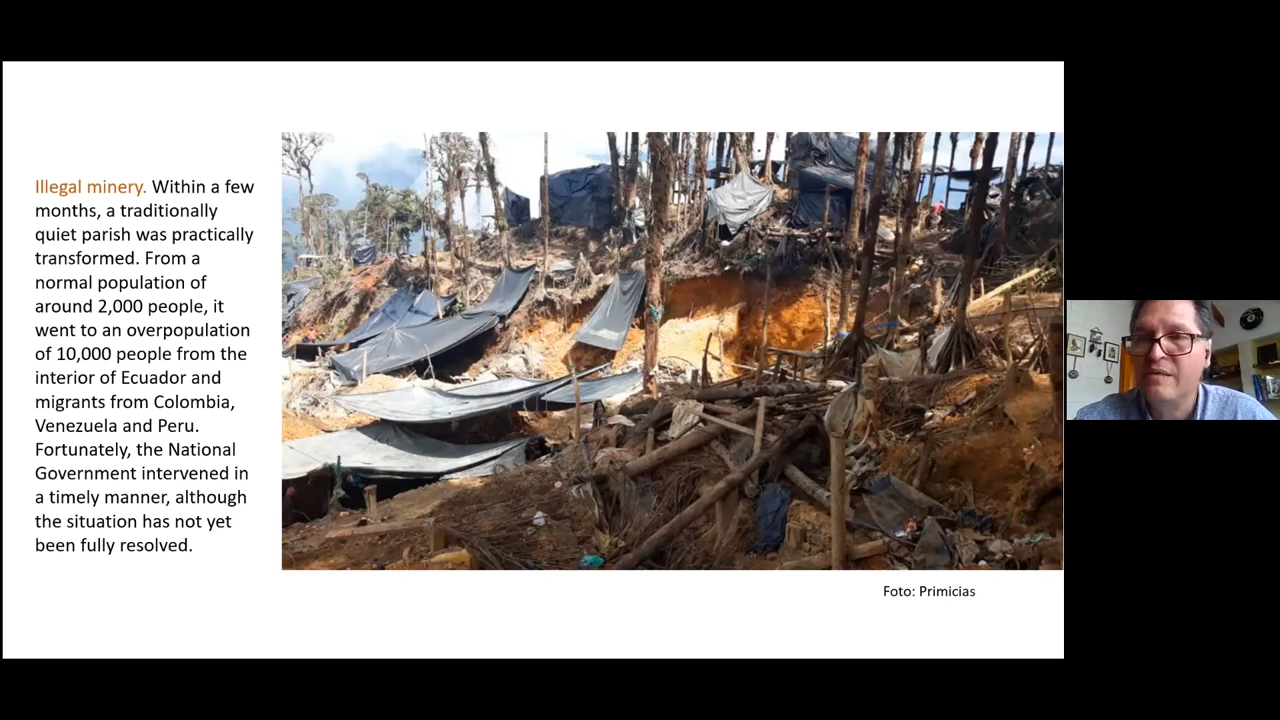 Illegal minery. Within a few
months, a traditionally
quiet parish was practically
transformed. From a
normal population of
around 2,000 people, it
went to an overpopulation
of 10,000 people from the
interior of Ecuador and
migrants from Colombia,
Venezuela and Peru.
Fortunately, the National
Government intervened in
a timely manner, although
the situation has not yet
been fully resolved.
Foto: Primicias